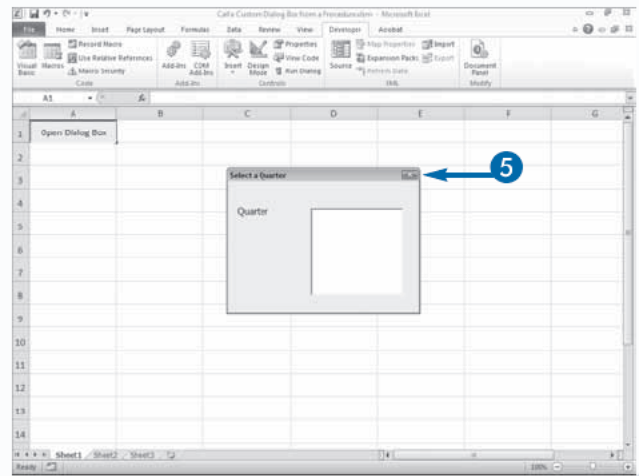 Call a Custom Dialog Box from a Procedure.xlsm - Microsoft Excel
File Home Insert Page Layout Formulas Data Review View Developer Acrobat
Visual Basic Macros Record Macro Use Relative References Macro Security
Add-Ins COM Add-Ins
Insert Design Mode Properties View Code Run Dialog
Source Map Properties Expansion Packs Refresh Data Import Export
Document Panel
Code Add-Ins Controls XML Modify
A1 fx
A B C D E F G
1 Open Dialog Box
2
3 Select a Quarter 5
4 Quarter
5
6
7
8
9
10
11
12
13
14
Sheet1 Sheet2 Sheet3
Ready 100%